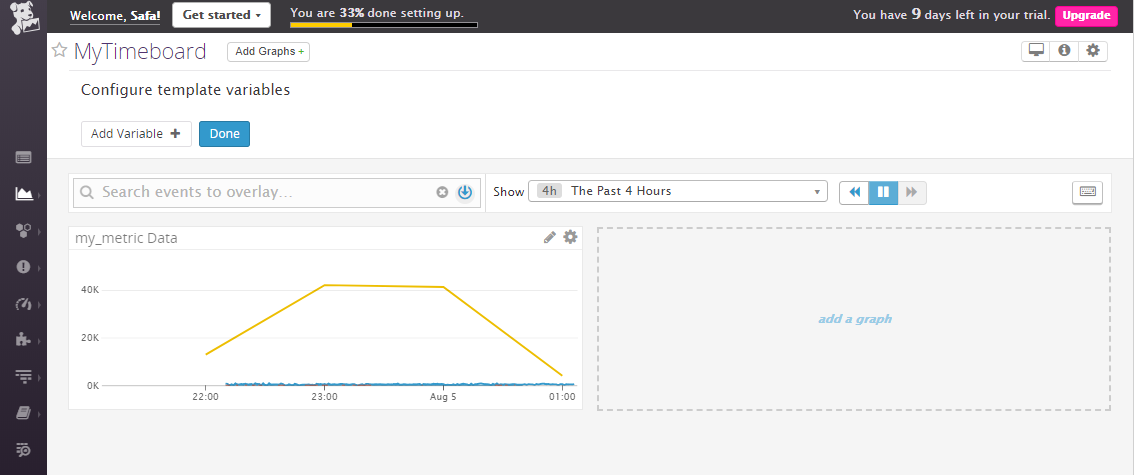 Welcome, Safa!
Get started
You are 33% done setting up.
You have 9 days left in your trial.
Upgrade
MyTimeboard
Add Graphs +
Configure template variables
Add Variable +
Done
Search events to overlay...
Show
4h The Past 4 Hours
my_metric Data
40K
20K
0K
22:00
23:00
Aug 5
01:00
add a graph